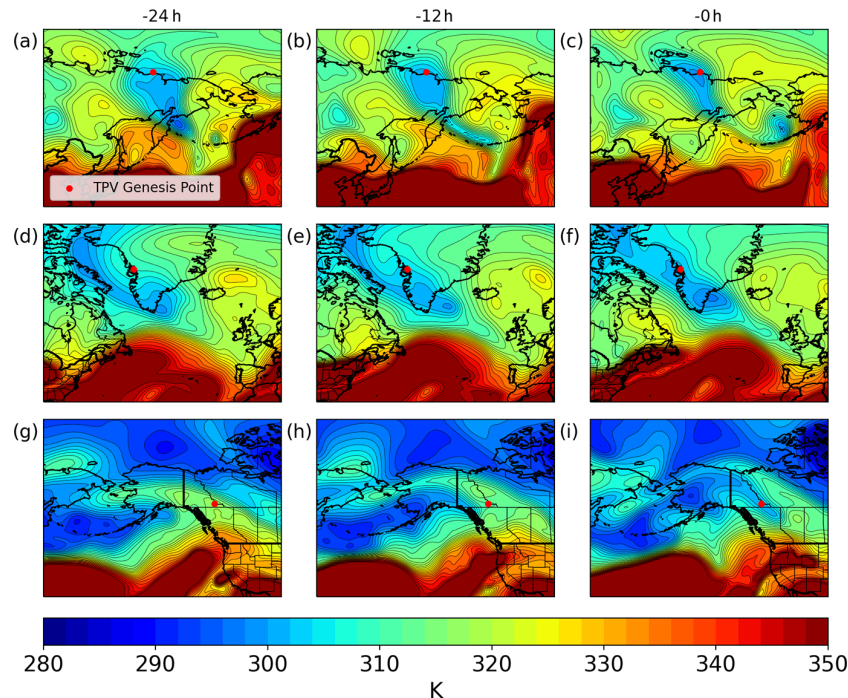 -24 h -12 h -0 h
(a) (b) (c)
TPV Genesis Point
(d) (e) (f)
(g) (h) (i)
280 290 300 310 320 330 340 350
K